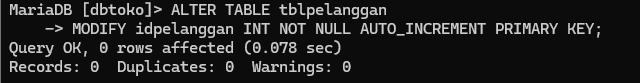 MariaDB [dbtoko]> ALTER TABLE tblpelanggan
    -> MODIFY idpelanggan INT NOT NULL AUTO_INCREMENT PRIMARY KEY;
Query OK, 0 rows affected (0.078 sec)
Records: 0  Duplicates: 0  Warnings: 0